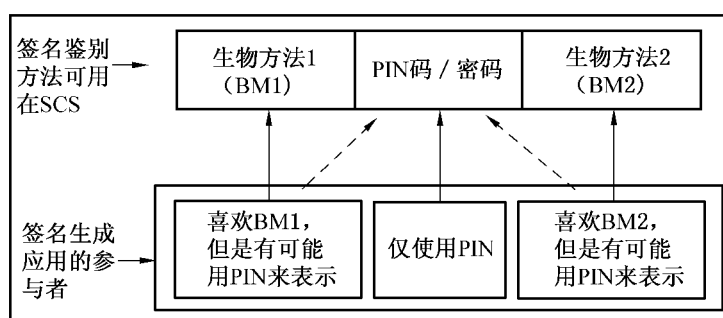 签名鉴别
方法可用
在SCS
生物方法1
（BM1）
PIN码／密码
生物方法2
（BM2）
签名生成
应用的参
与者
喜欢BM1，
但是有可能
用PIN来表示
仅使用PIN
喜欢BM2，
但是有可能
用PIN来表示